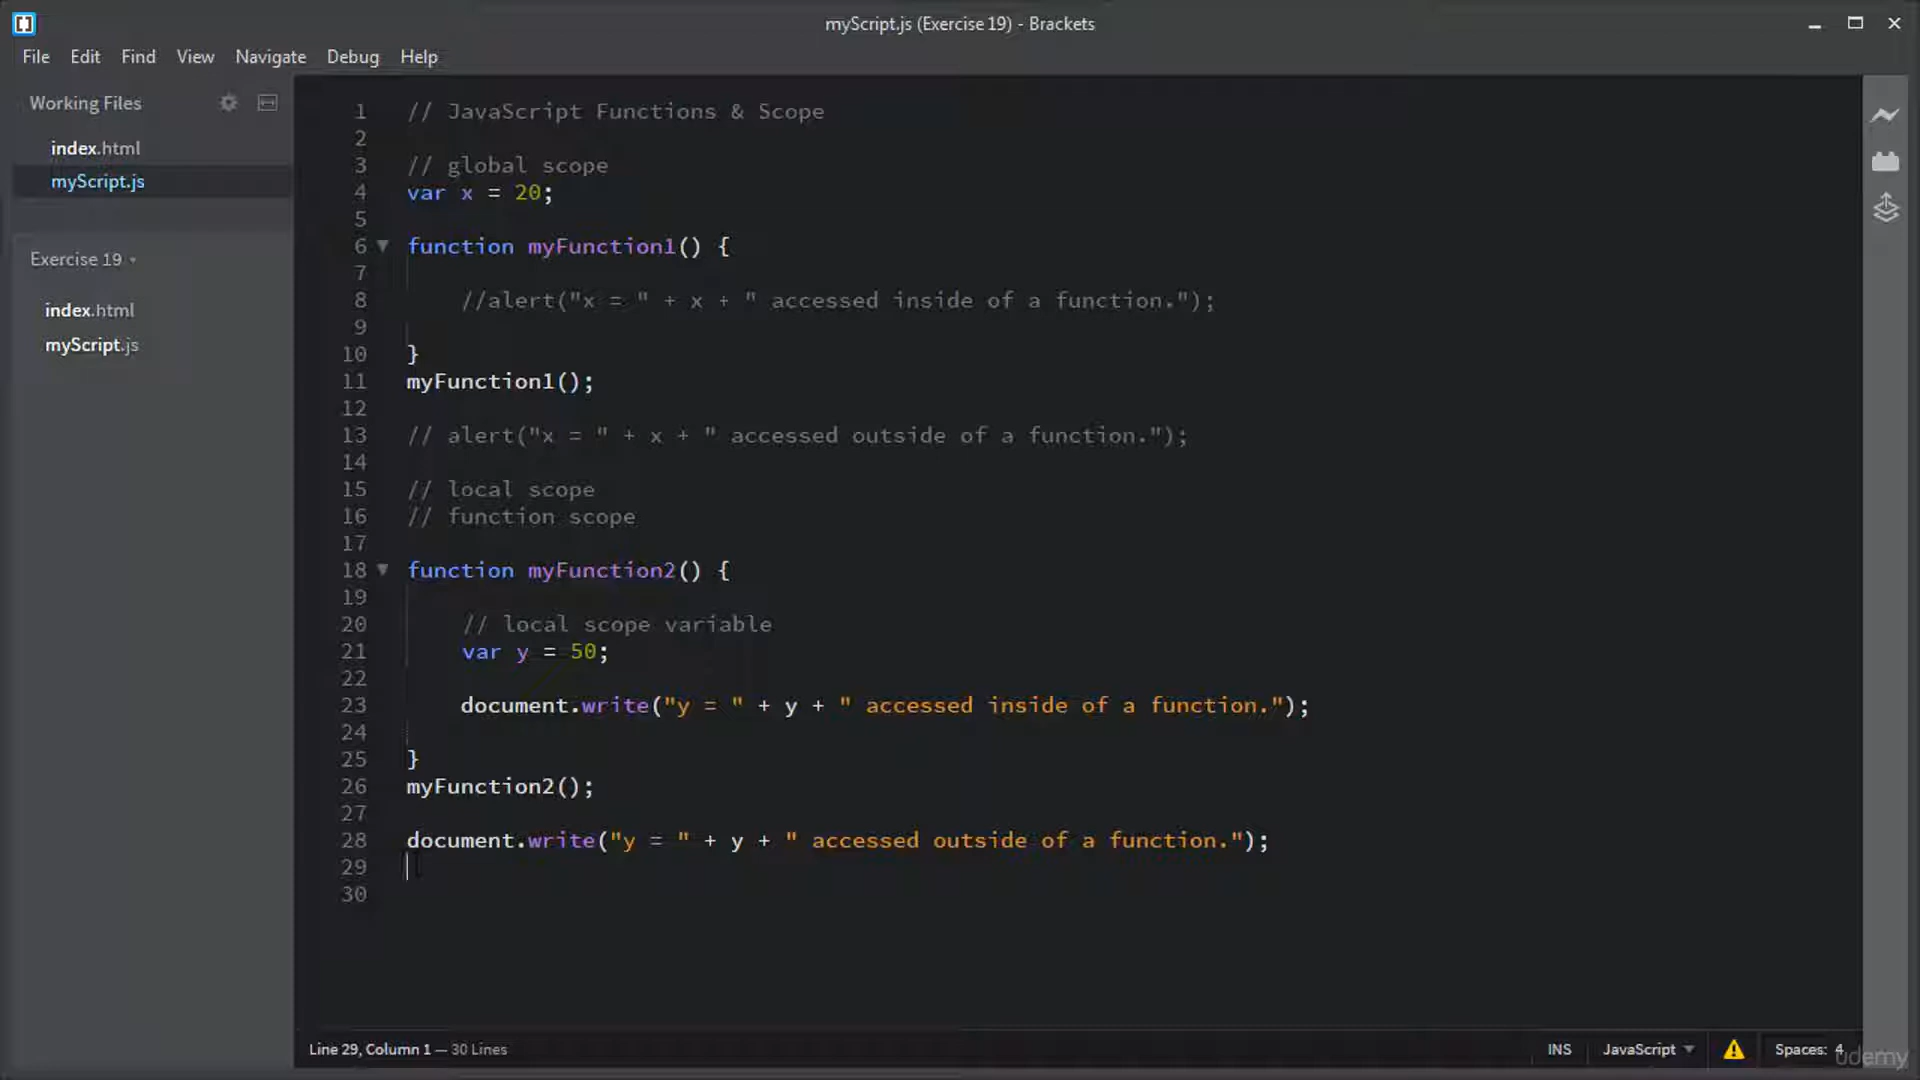 myScript.js (Exercise 19) - Brackets
File Edit Find View Navigate Debug Help
Working Files
index.html
myScript.js
Exercise 19
index.html
myScript.js
1 // JavaScript Functions & Scope
2
3 // global scope
4 var x = 20;
5
6 function myFunction1() {
7
8 //alert("x = " + x + " accessed inside of a function.");
9
10 }
11 myFunction1();
12
13 // alert("x = " + x + " accessed outside of a function.");
14
15 // local scope
16 // function scope
17
18 function myFunction2() {
19
20 // local scope variable
21 var y = 50;
22
23 document.write("y = " + y + " accessed inside of a function.");
24
25 }
26 myFunction2();
27
28 document.write("y = " + y + " accessed outside of a function.");
29
30
Line 29, Column 1 — 30 Lines
INS JavaScript Spaces: 4
udemy